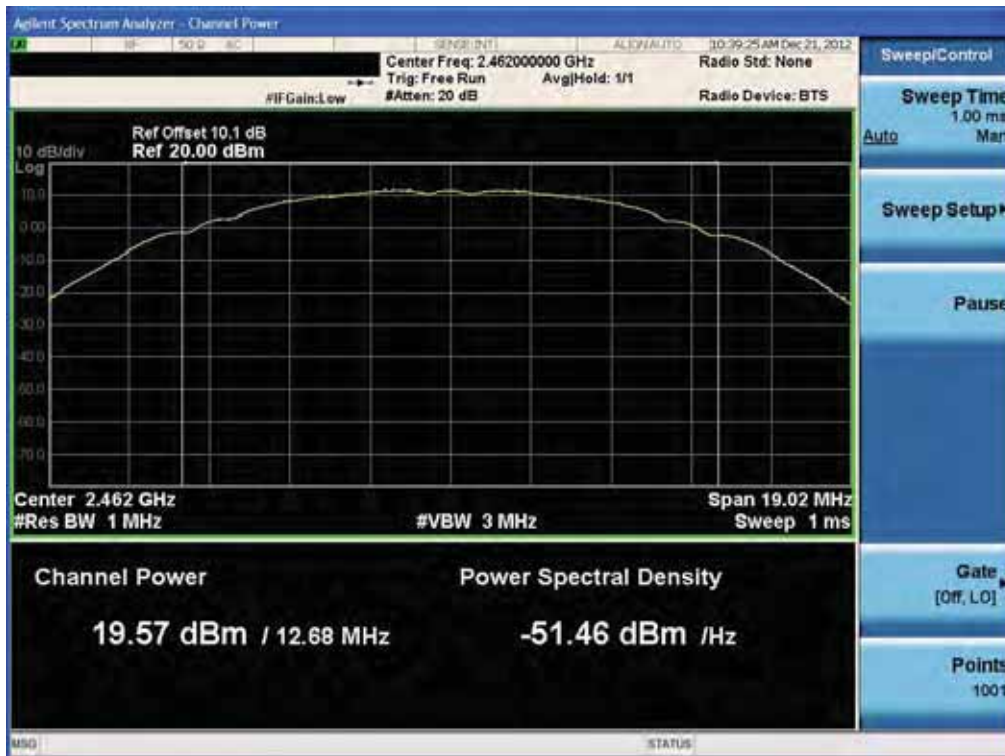 Agilent Spectrum Analyzer - Channel Power
RF 50 Ω AC SENSE:INT ALIGN AUTO 10:39:25 AM Dec 21, 2012
Center Freq: 2.462000000 GHz Radio Std: None
Trig: Free Run Avg|Hold: 1/1
#IFGain:Low #Atten: 20 dB Radio Device: BTS
Ref Offset 10.1 dB
10 dB/div Ref 20.00 dBm
Log
10.0
0.00
-10.0
-20.0
-30.0
-40.0
-50.0
-60.0
-70.0
Center 2.462 GHz Span 19.02 MHz
#Res BW 1 MHz #VBW 3 MHz Sweep 1 ms
Channel Power Power Spectral Density
19.57 dBm / 12.68 MHz -51.46 dBm /Hz
MSG STATUS
Sweep/Control
Sweep Time
1.00 ms
Auto Man
Sweep Setup
Pause
Gate
[Off, LO]
Points
1001